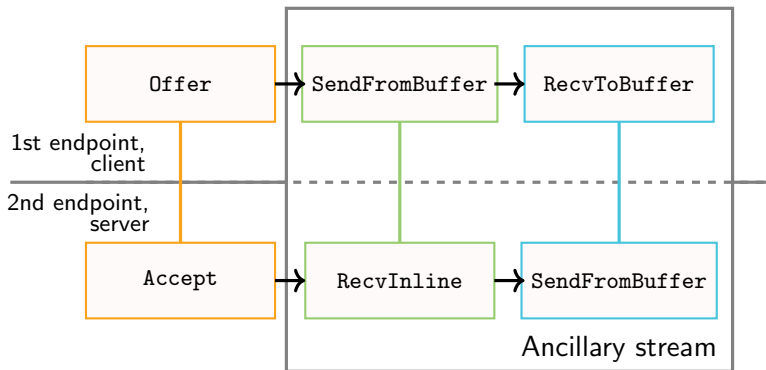 Offer
SendFromBuffer
RecvToBuffer
1st endpoint,
client
2nd endpoint,
server
Accept
RecvInline
SendFromBuffer
Ancillary stream